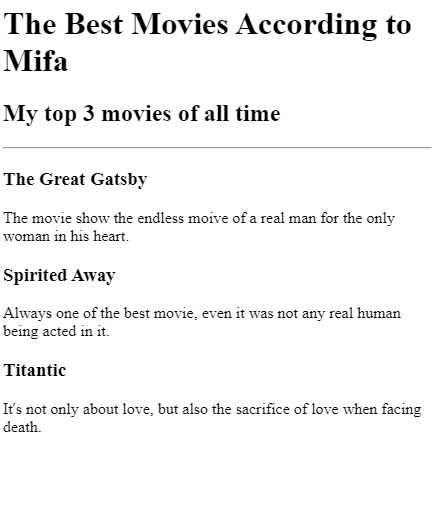 The Best Movies According to
Mifa
My top 3 movies of all time
The Great Gatsby
The movie show the endless moive of a real man for the only
woman in his heart.
Spirited Away
Always one of the best movie, even it was not any real human
being acted in it.
Titantic
It's not only about love, but also the sacrifice of love when facing
death.